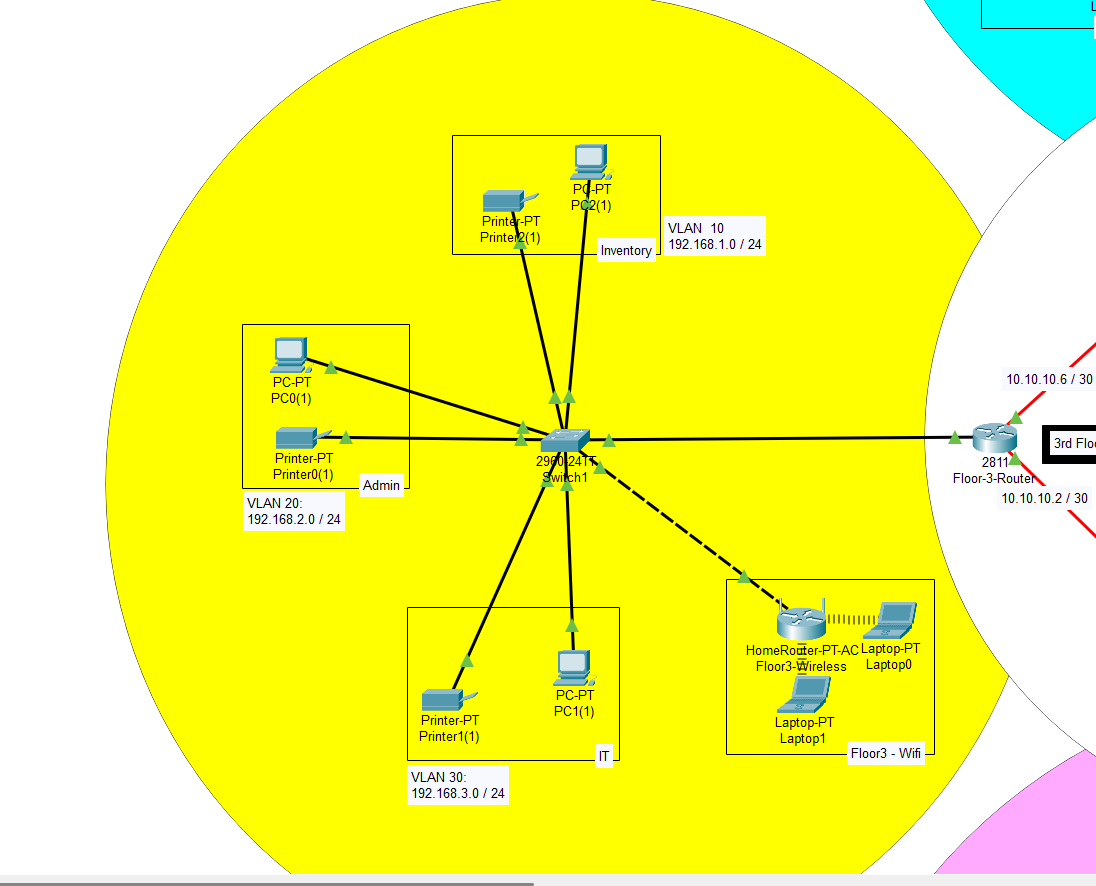 L
PC-PT
PC2(1)
Printer-PT
Printer2(1)
Inventory
VLAN  10
192.168.1.0 / 24
PC-PT
PC0(1)
Printer-PT
Printer0(1)
Admin
VLAN 20:
192.168.2.0 / 24
2960-24TT
Switch1
10.10.10.6 / 30
3rd Floo
2811
Floor-3-Router
10.10.10.2 / 30
HomeRouter-PT-AC
Floor3-Wireless
Laptop-PT
Laptop0
Laptop-PT
Laptop1
Floor3 - Wifi
Printer-PT
Printer1(1)
PC-PT
PC1(1)
IT
VLAN 30:
192.168.3.0 / 24